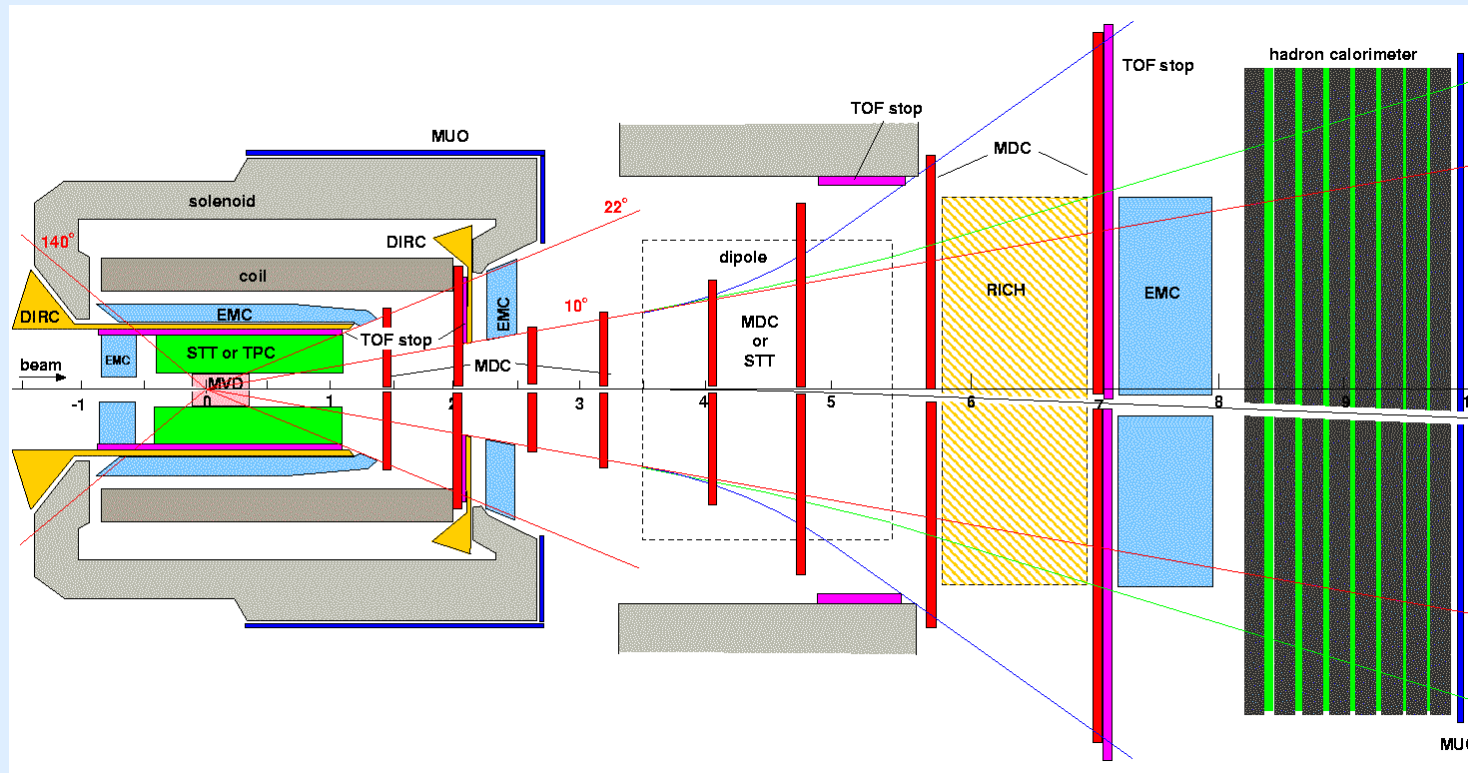 hadron calorimeter
TOF stop
TOF stop
MUO
MDC
solenoid
22°
140°
DIRC
dipole
coil
RICH
EMC
10°
DIRC
EMC
EMC
MDC
or
STT
TOF stop
STT or TPC
EMC
beam
MDC
MVD
-1 0 1 2 3 4 5 6 7 8 9
MUO